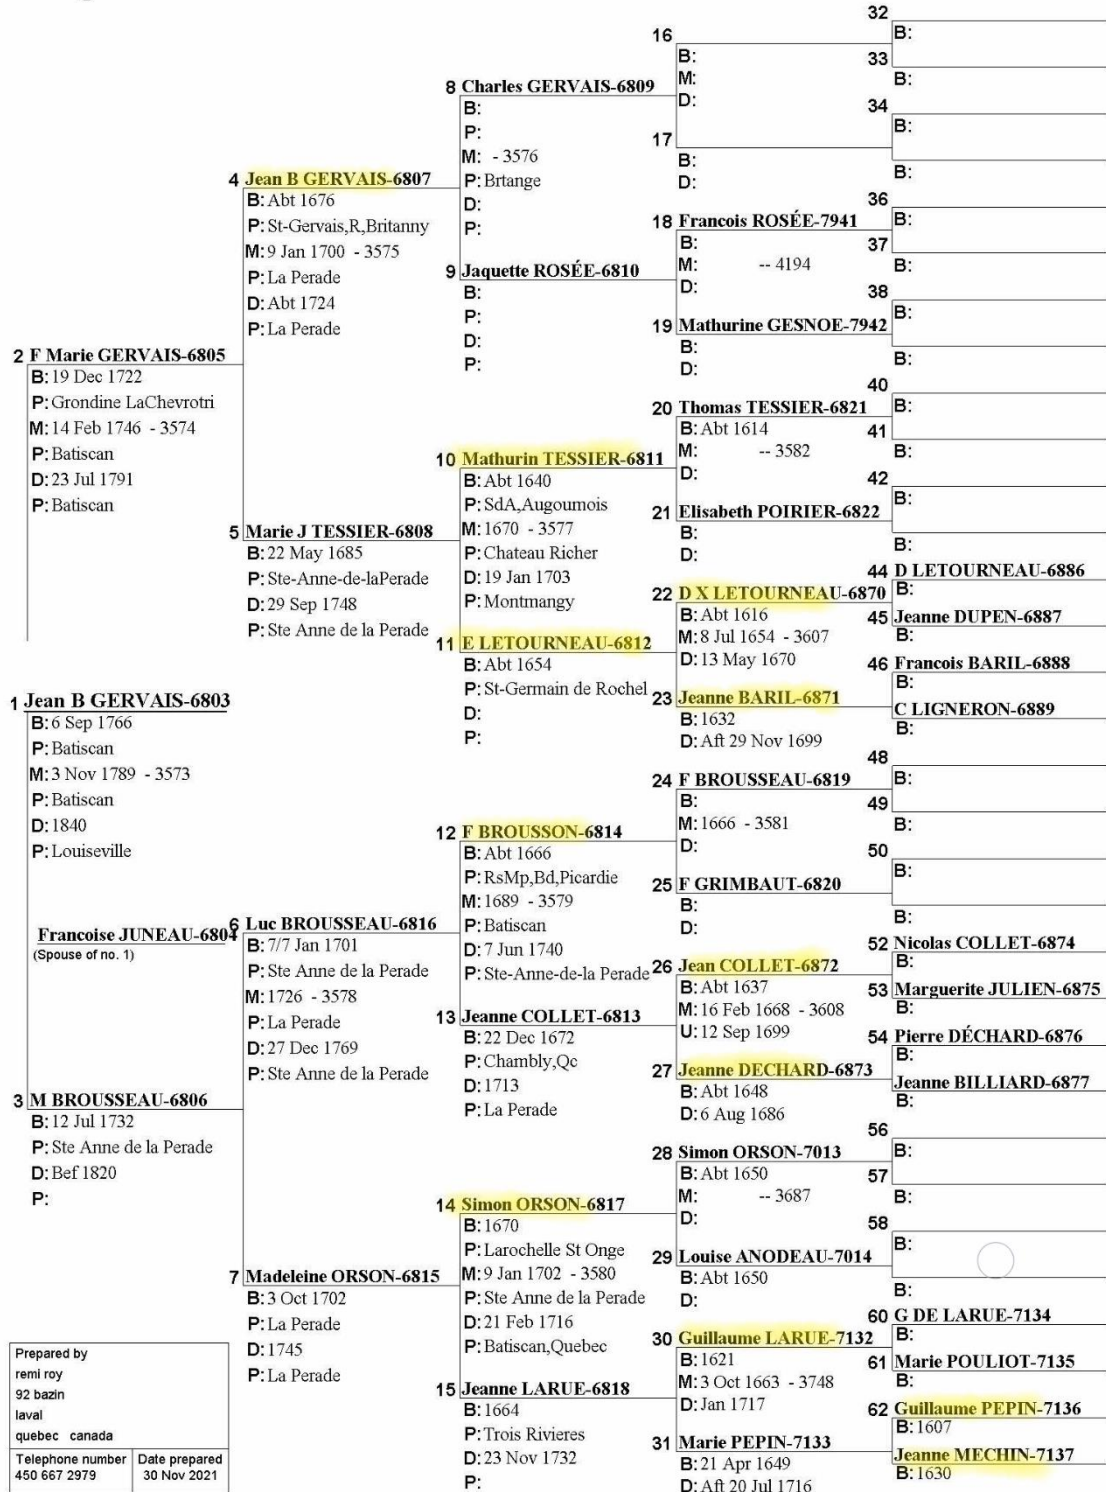 2 F Marie GERVAIS-6805
B: 19 Dec 1722
P: Grondine LaChevrotri
M: 14 Feb 1746 - 3574
P: Batiscan
D: 23 Jul 1791
P: Batiscan
1 Jean B GERVAIS-6803
B: 6 Sep 1766
P: Batiscan
M: 3 Nov 1789 - 3573
P: Batiscan
D: 1840
P: Louiseville
Francoise JUNEAU-6804
(Spouse of no. 1)
3 M BROUSSEAU-6806
B: 12 Jul 1732
P: Ste Anne de la Perade
D: Bef 1820
P:
Prepared by
remi roy
92 bazin
laval
quebec canada
Telephone number
450 667 2979
Date prepared
30 Nov 2021
4 Jean B GERVAIS-6807
B: Abt 1676
P: St-Gervais,R,Britanny
M: 9 Jan 1700 - 3575
P: La Perade
D: Abt 1724
P: La Perade
5 Marie J TESSIER-6808
B: 22 May 1685
P: Ste-Anne-de-laPerade
D: 29 Sep 1748
P: Ste Anne de la Perade
6 Luc BROUSSEAU-6816
B: 7/7 Jan 1701
P: Ste Anne de la Perade
M: 1726 - 3578
P: La Perade
D: 27 Dec 1769
P: Ste Anne de la Perade
7 Madeleine ORSON-6815
B: 3 Oct 1702
P: La Perade
D: 1745
P: La Perade
8 Charles GERVAIS-6809
B:
P:
M: - 3576
P: Brtange
D:
P:
9 Jaquette ROSÉE-6810
B:
P:
D:
P:
10 Mathurin TESSIER-6811
B: Abt 1640
P: SdA,Augoumois
M: 1670 - 3577
P: Chateau Richer
D: 19 Jan 1703
P: Montmangy
11 E LETOURNEAU-6812
B: Abt 1654
P: St-Germain de Rochel
D:
P:
12 F BROUSSON-6814
B: Abt 1666
P: RsMp,Bd,Picardie
M: 1689 - 3579
P: Batiscan
D: 7 Jun 1740
P: Ste-Anne-de-la Perade
13 Jeanne COLLET-6813
B: 22 Dec 1672
P: Chambly,Qc
D: 1713
P: La Perade
14 Simon ORSON-6817
B: 1670
P: Larochelle St Onge
M: 9 Jan 1702 - 3580
P: Ste Anne de la Perade
D: 21 Feb 1716
P: Batiscan,Quebec
15 Jeanne LARUE-6818
B: 1664
P: Trois Rivieres
D: 23 Nov 1732
P:
16
B:
M:
D:
17
B:
D:
18 Francois ROSÉE-7941
B:
M: -- 4194
D:
19 Mathurine GESNOE-7942
B:
D:
20 Thomas TESSIER-6821
B: Abt 1614
M: -- 3582
D:
21 Elisabeth POIRIER-6822
B:
D:
22 D X LETOURNEAU-6870
B: Abt 1616
M: 8 Jul 1654 - 3607
D: 13 May 1670
23 Jeanne BARIL-6871
B: 1632
D: Aft 29 Nov 1699
24 F BROUSSEAU-6819
B:
M: 1666 - 3581
D:
25 F GRIMBAUT-6820
B:
D:
26 Jean COLLET-6872
B: Abt 1637
M: 16 Feb 1668 - 3608
U: 12 Sep 1699
27 Jeanne DECHARD-6873
B: Abt 1648
D: 6 Aug 1686
28 Simon ORSON-7013
B: Abt 1650
M: -- 3687
D:
29 Louise ANODEAU-7014
B: Abt 1650
D:
30 Guillaume LARUE-7132
B: 1621
M: 3 Oct 1663 - 3748
D: Jan 1717
31 Marie PEPIN-7133
B: 21 Apr 1649
D: Aft 20 Jul 1716
32
B:
33
B:
34
B:
B:
36
B:
37
B:
38
B:
B:
40
B:
41
B:
42
B:
B:
44 D LETOURNEAU-6886
B:
45 Jeanne DUPEN-6887
B:
46 Francois BARIL-6888
B:
C LIGNERON-6889
B:
48
B:
49
B:
50
B:
B:
52 Nicolas COLLET-6874
B:
53 Marguerite JULIEN-6875
B:
54 Pierre DÉCHARD-6876
B:
Jeanne BILLIARD-6877
B:
56
B:
57
B:
58
B:
B:
60 G DE LARUE-7134
B:
61 Marie POULIOT-7135
B:
62 Guillaume PEPIN-7136
B: 1607
Jeanne MECHIN-7137
B: 1630